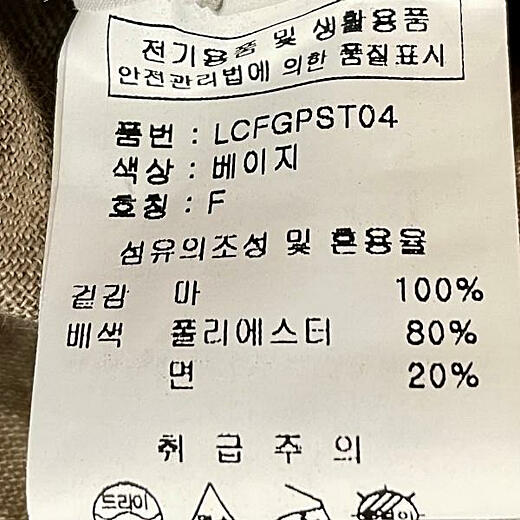 전기용품 및 생활용품
안전관리법에 의한 품질표시
품번 : LCFGPST04
색상 : 베이지
호칭 : F
섬유의조성 및 혼용율
겉감 마 100%
배색 폴리에스터 80%
면 20%
취급주의
드라이